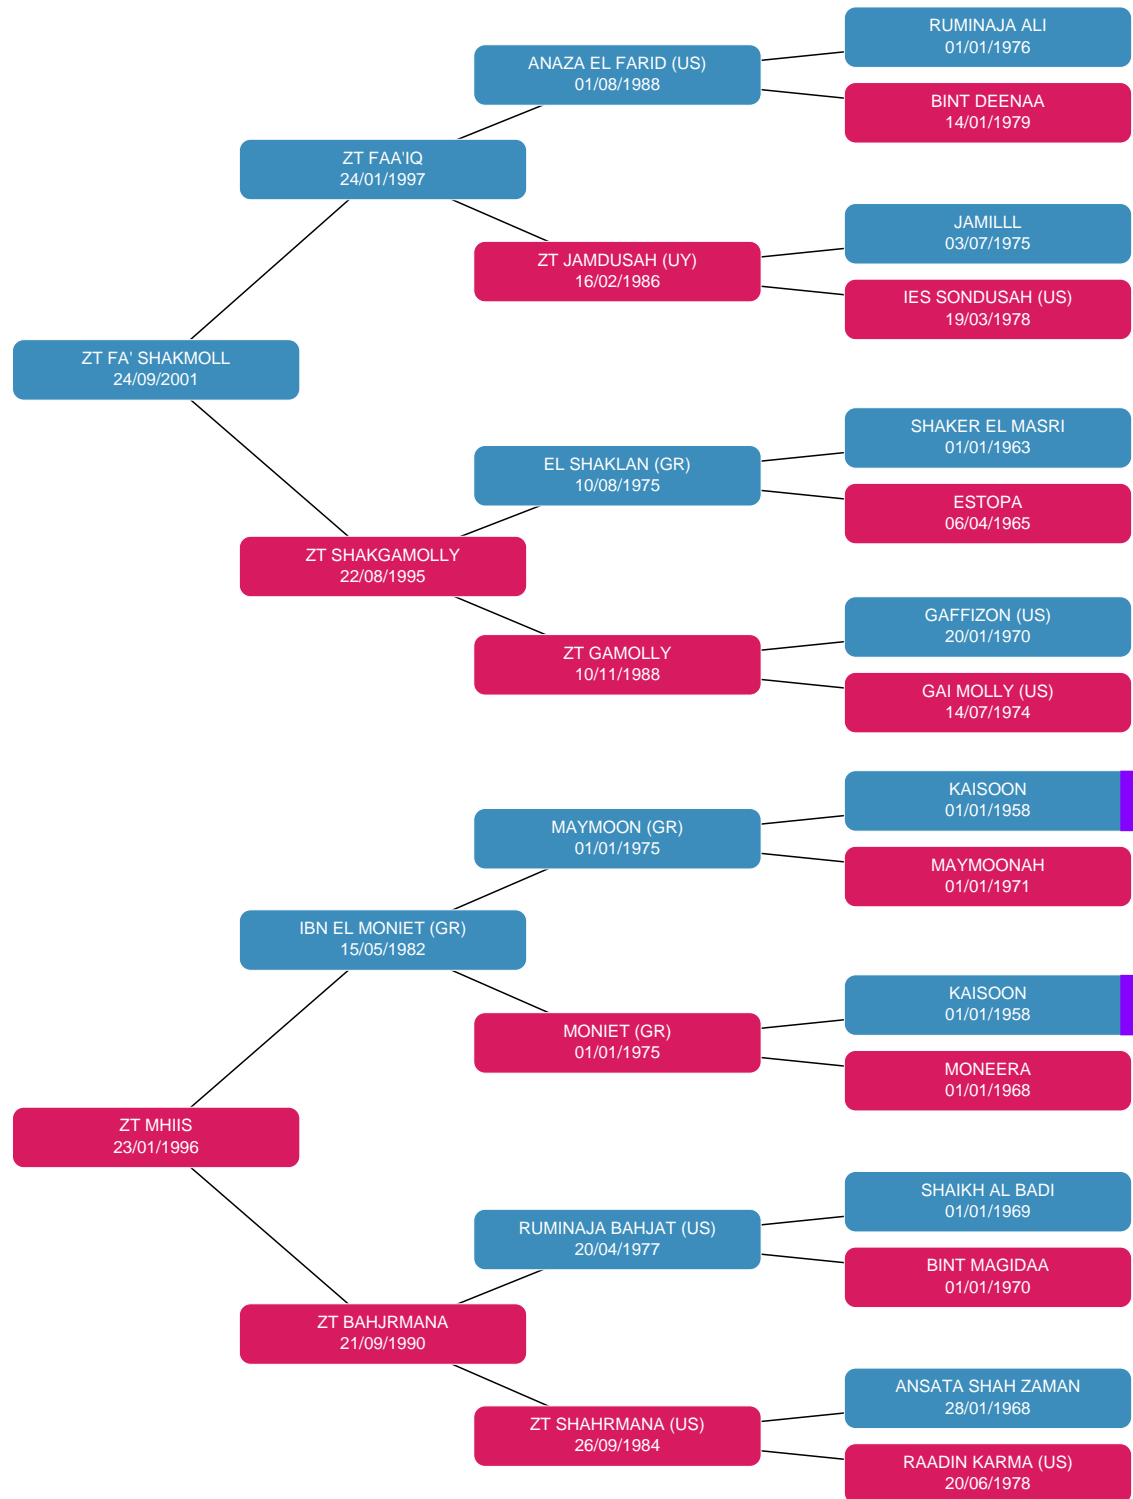 RUMINAJA ALI
01/01/1976
ANAZA EL FARID (US)
01/08/1988
BINT DEENAA
14/01/1979
ZT FAA'IQ
24/01/1997
JAMILLL
03/07/1975
ZT JAMDUSAH (UY)
16/02/1986
IES SONDUSAH (US)
19/03/1978
ZT FA' SHAKMOLL
24/09/2001
SHAKER EL MASRI
01/01/1963
EL SHAKLAN (GR)
10/08/1975
ESTOPA
06/04/1965
ZT SHAKGAMOLLY
22/08/1995
GAFFIZON (US)
20/01/1970
ZT GAMOLLY
10/11/1988
GAI MOLLY (US)
14/07/1974
KAISOON
01/01/1958
MAYMOON (GR)
01/01/1975
MAYMOONAH
01/01/1971
IBN EL MONIET (GR)
15/05/1982
KAISOON
01/01/1958
MONIET (GR)
01/01/1975
MONEERA
01/01/1968
ZT MHIIS
23/01/1996
SHAIKH AL BADI
01/01/1969
RUMINAJA BAHJAT (US)
20/04/1977
BINT MAGIDAA
01/01/1970
ZT BAHJRMANA
21/09/1990
ANSATA SHAH ZAMAN
28/01/1968
ZT SHAHRMANA (US)
26/09/1984
RAADIN KARMA (US)
20/06/1978